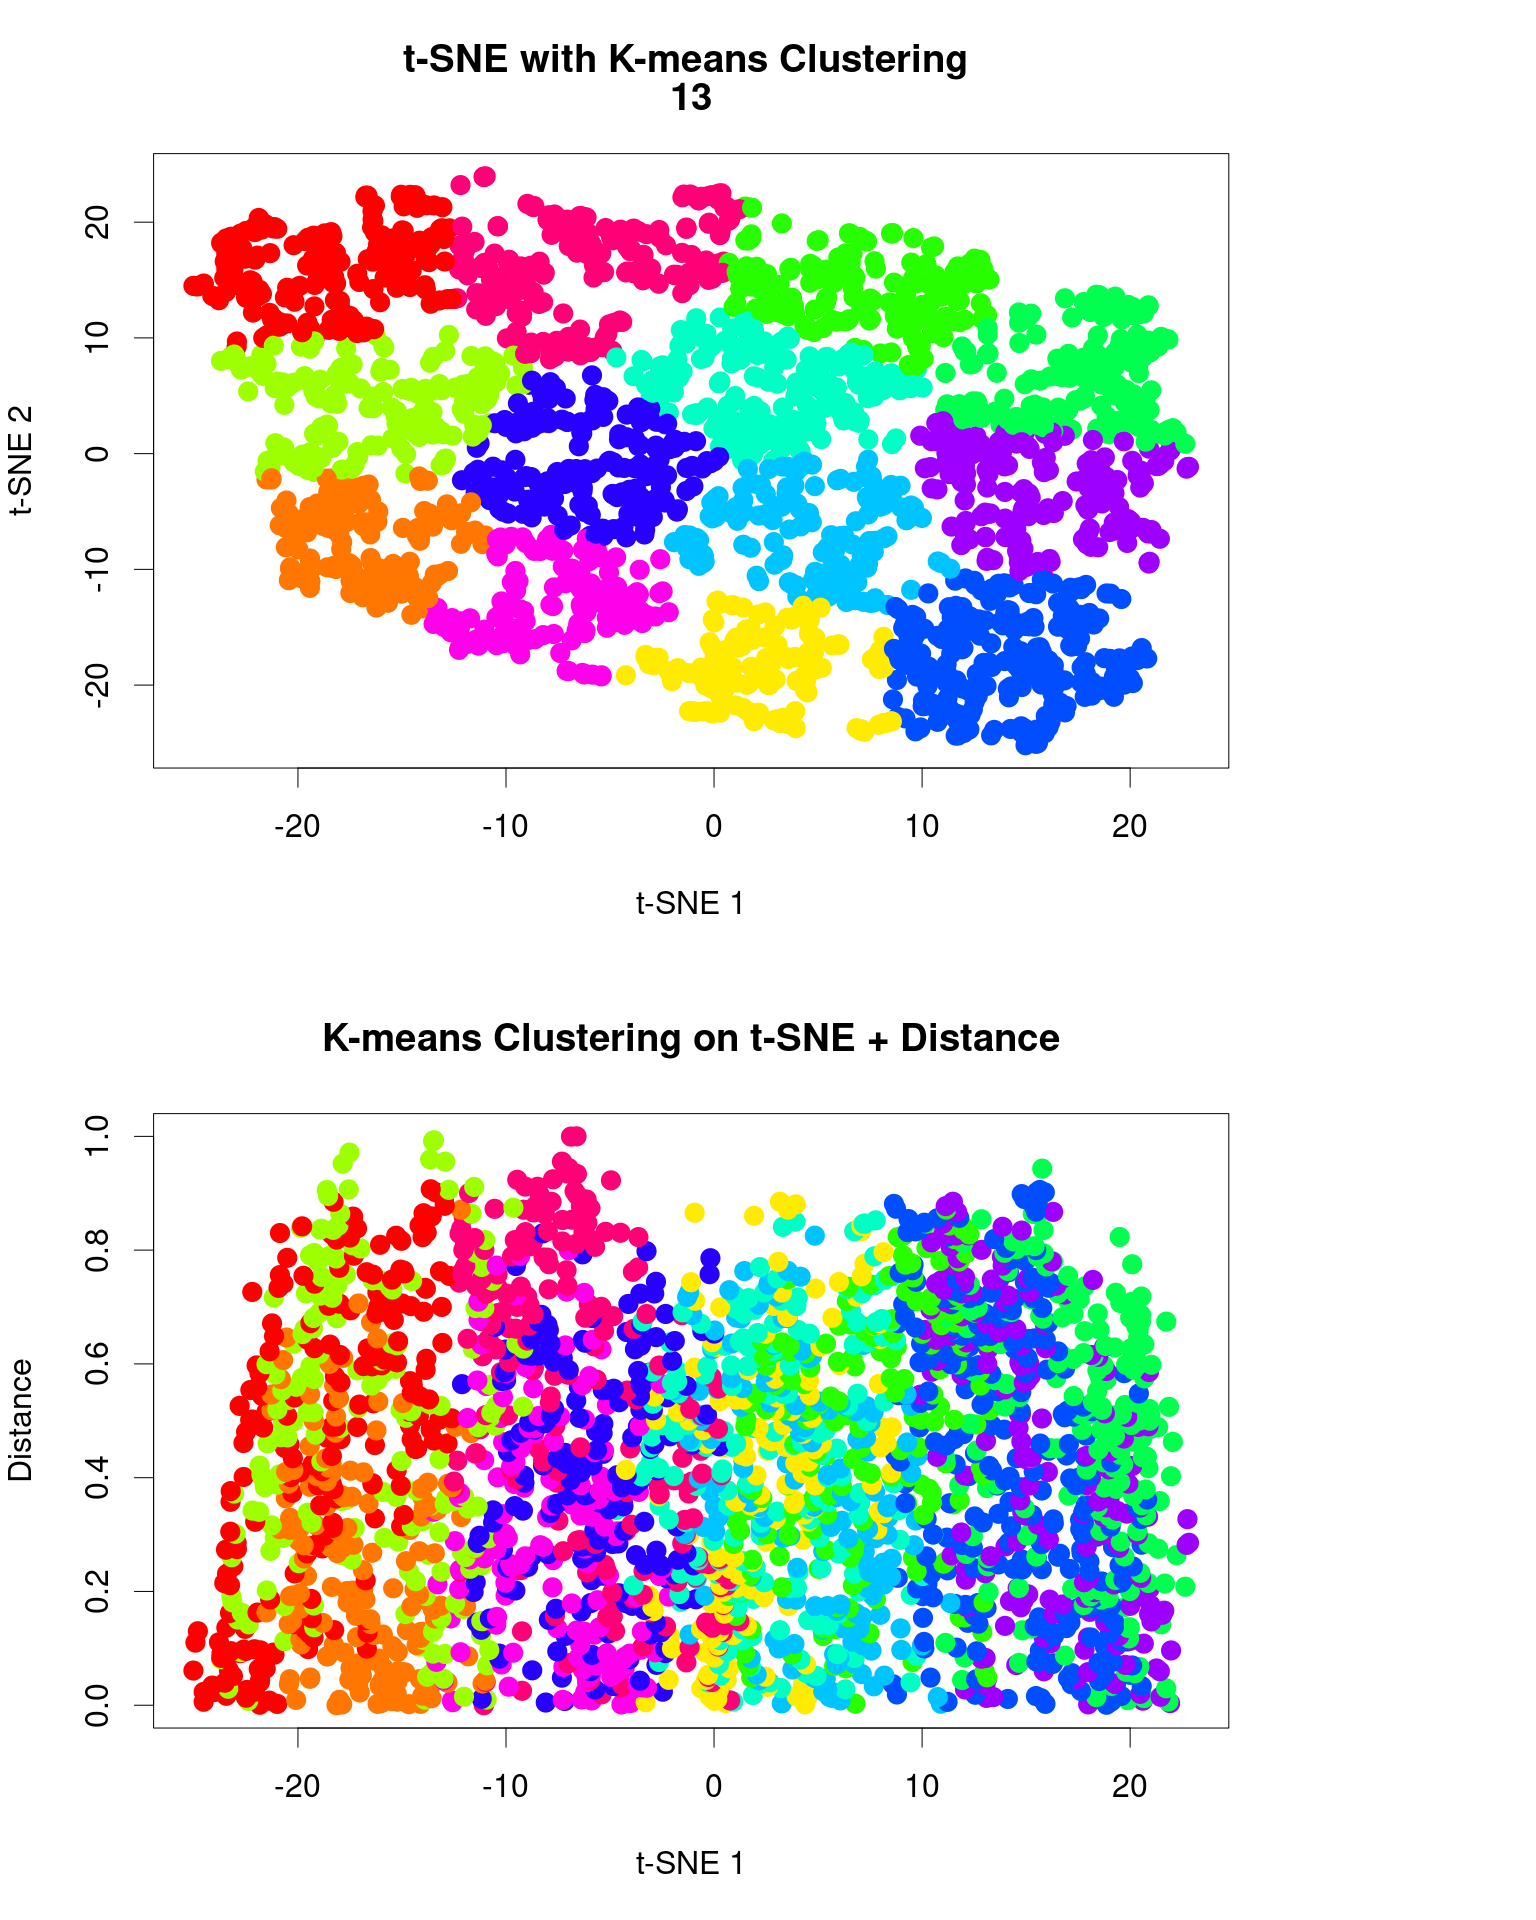 t-SNE with K-means Clustering
13
20
10
0
-10
-20
t-SNE 2
-20 -10 0 10 20
t-SNE 1
K-means Clustering on t-SNE + Distance
1.0
0.8
0.6
0.4
0.2
0.0
Distance
-20 -10 0 10 20
t-SNE 1